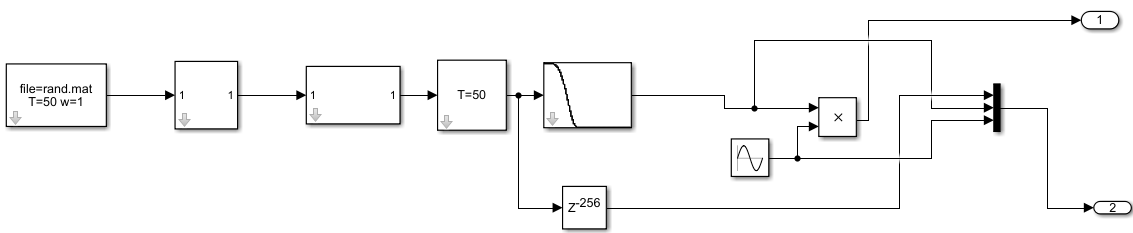 file=rand.mat
T=50 w=1
1 1
1 1
T=50
×
Z-256
1
2